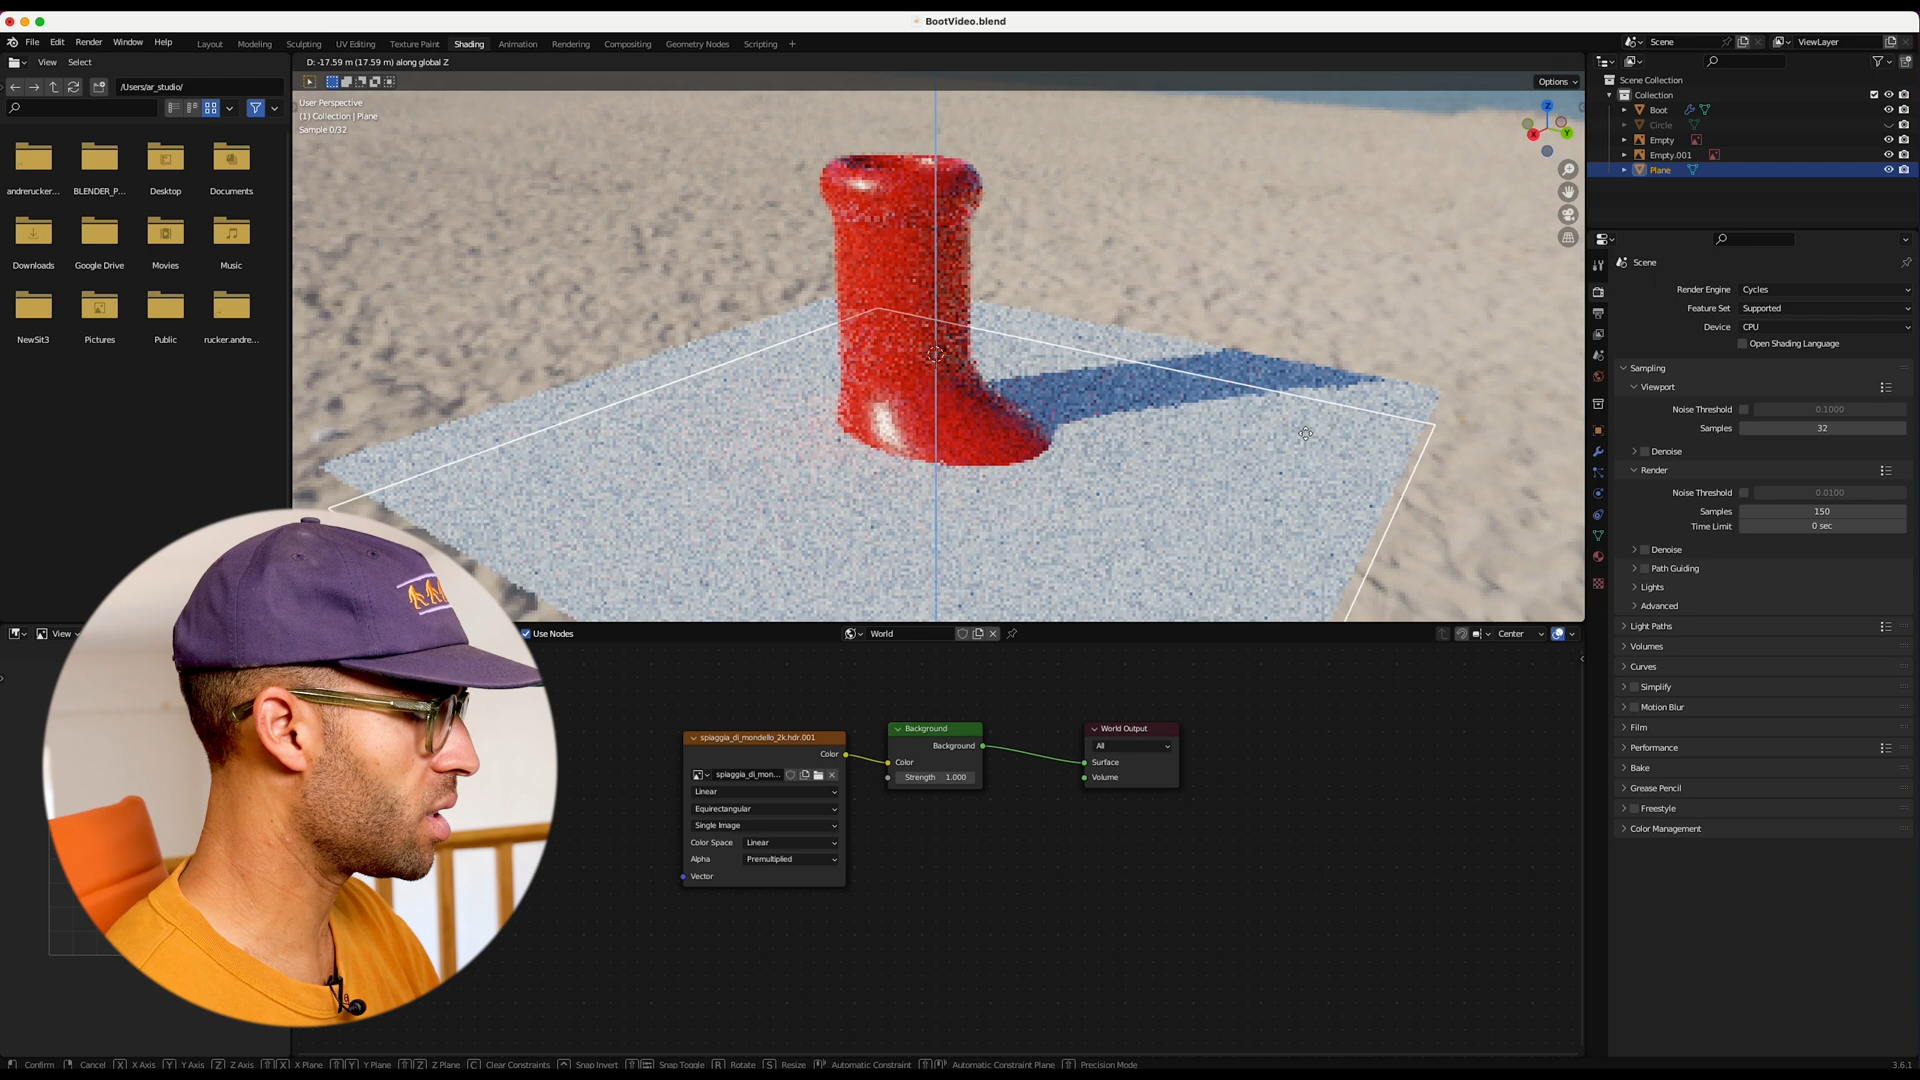 BootVideo.blend
File Edit Render Window Help
Layout Modeling Sculpting UV Editing Texture Paint Shading Animation Rendering Compositing Geometry Nodes Scripting +
Scene
ViewLayer
View Select
D: -17.59 m (17.59 m) along global Z
/Users/ar_studio/
Options
User Perspective
(1) Collection | Plane
Sample 0/32
Z
X
Y
Scene Collection
Collection
Boot
Circle
Empty
Empty.001
Plane
andrerucker...
BLENDER_P...
Desktop
Documents
Downloads
Google Drive
Movies
Music
NewSit3
Pictures
Public
rucker.andre...
Scene
Render Engine Cycles
Feature Set Supported
Device CPU
Open Shading Language
Sampling
Viewport
Noise Threshold 0.1000
Samples 32
Denoise
Render
Noise Threshold 0.0100
Samples 150
Time Limit 0 sec
Denoise
Path Guiding
Lights
Advanced
Light Paths
Volumes
Curves
Simplify
Motion Blur
Film
Performance
Bake
Grease Pencil
Freestyle
Color Management
View
Use Nodes
World
Center
spiaggia_di_mondello_2k.hdr.001
Color
spiaggia_di_mon...
Linear
Equirectangular
Single Image
Color Space Linear
Alpha Premultiplied
Vector
Background
Background
Color
Strength 1.000
World Output
All
Surface
Volume
Confirm Cancel X X Axis Y Y Axis Z Z Axis X X Plane Y Y Plane Z Z Plane C Clear Constraints Snap Invert Snap Toggle R Rotate S Resize Automatic Constraint Automatic Constraint Plane Precision Mode
3.6.1